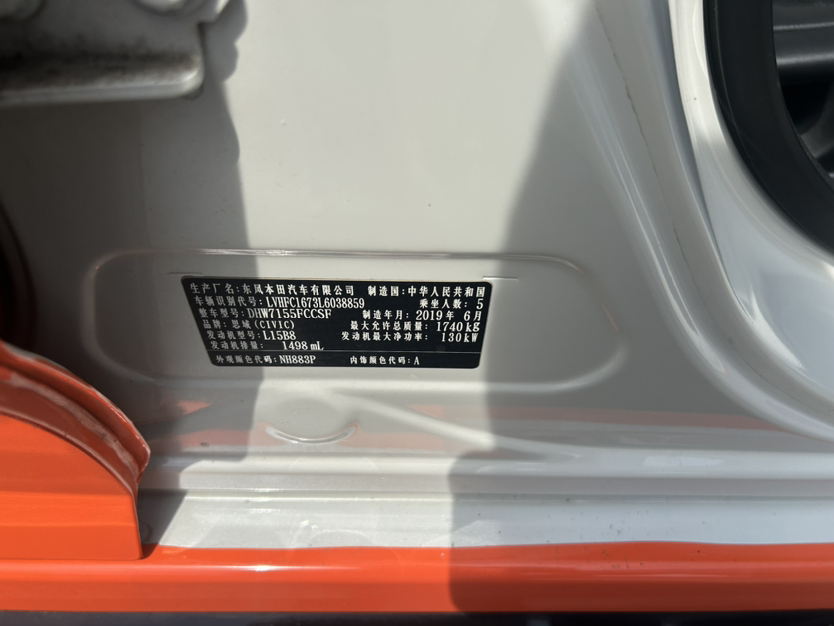 生产厂名:东风本田汽车有限公司 制造国:中华人民共和国
车辆识别代号:LVHFC1673L6038859 乘坐人数: 5
整车型号:DHW7155FCCSF 制造年月:2019 年 6月
品牌:思域(CIVIC) 最大允许总质量: 1740kg
发动机型号:L15B8 发动机最大净功率: 130kW
发动机排量: 1498 mL
外观颜色代码:NH883P 内饰颜色代码:A